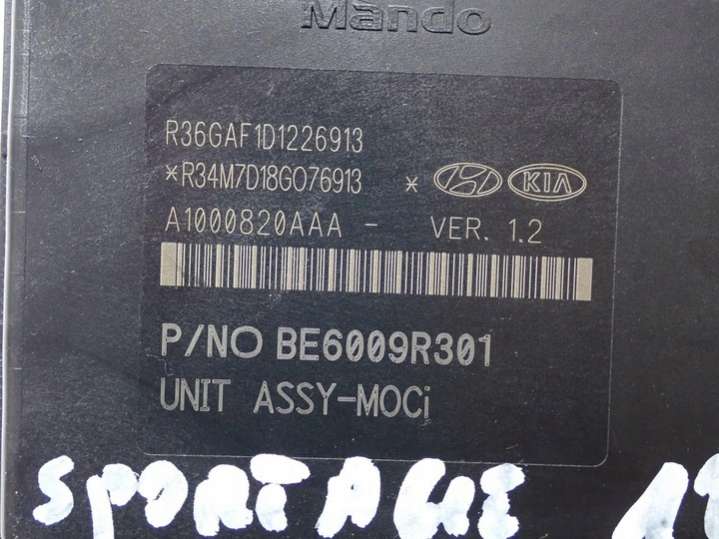 Mando
R36GAF1D1226913
*R34M7D18G076913 * KIA
A1000820AAA - VER. 1.2
P/NO BE6009R301
UNIT ASSY-MOCi
SPORTAGE